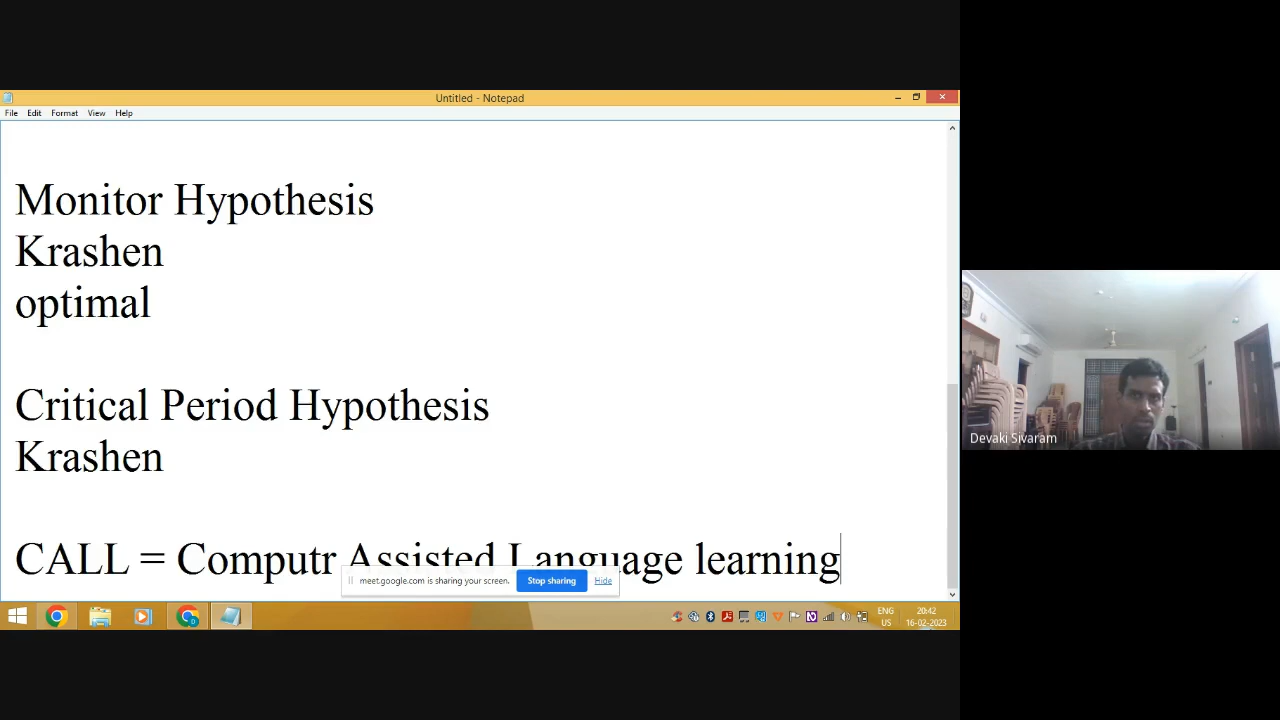 Untitled - Notepad
File Edit Format View Help
Monitor Hypothesis
Krashen
optimal
Critical Period Hypothesis
Krashen
CALL = Computr Assisted Language learning
meet.google.com is sharing your screen. Stop sharing Hide
ENG 20:42
US 16-02-2023
Devaki Sivaram